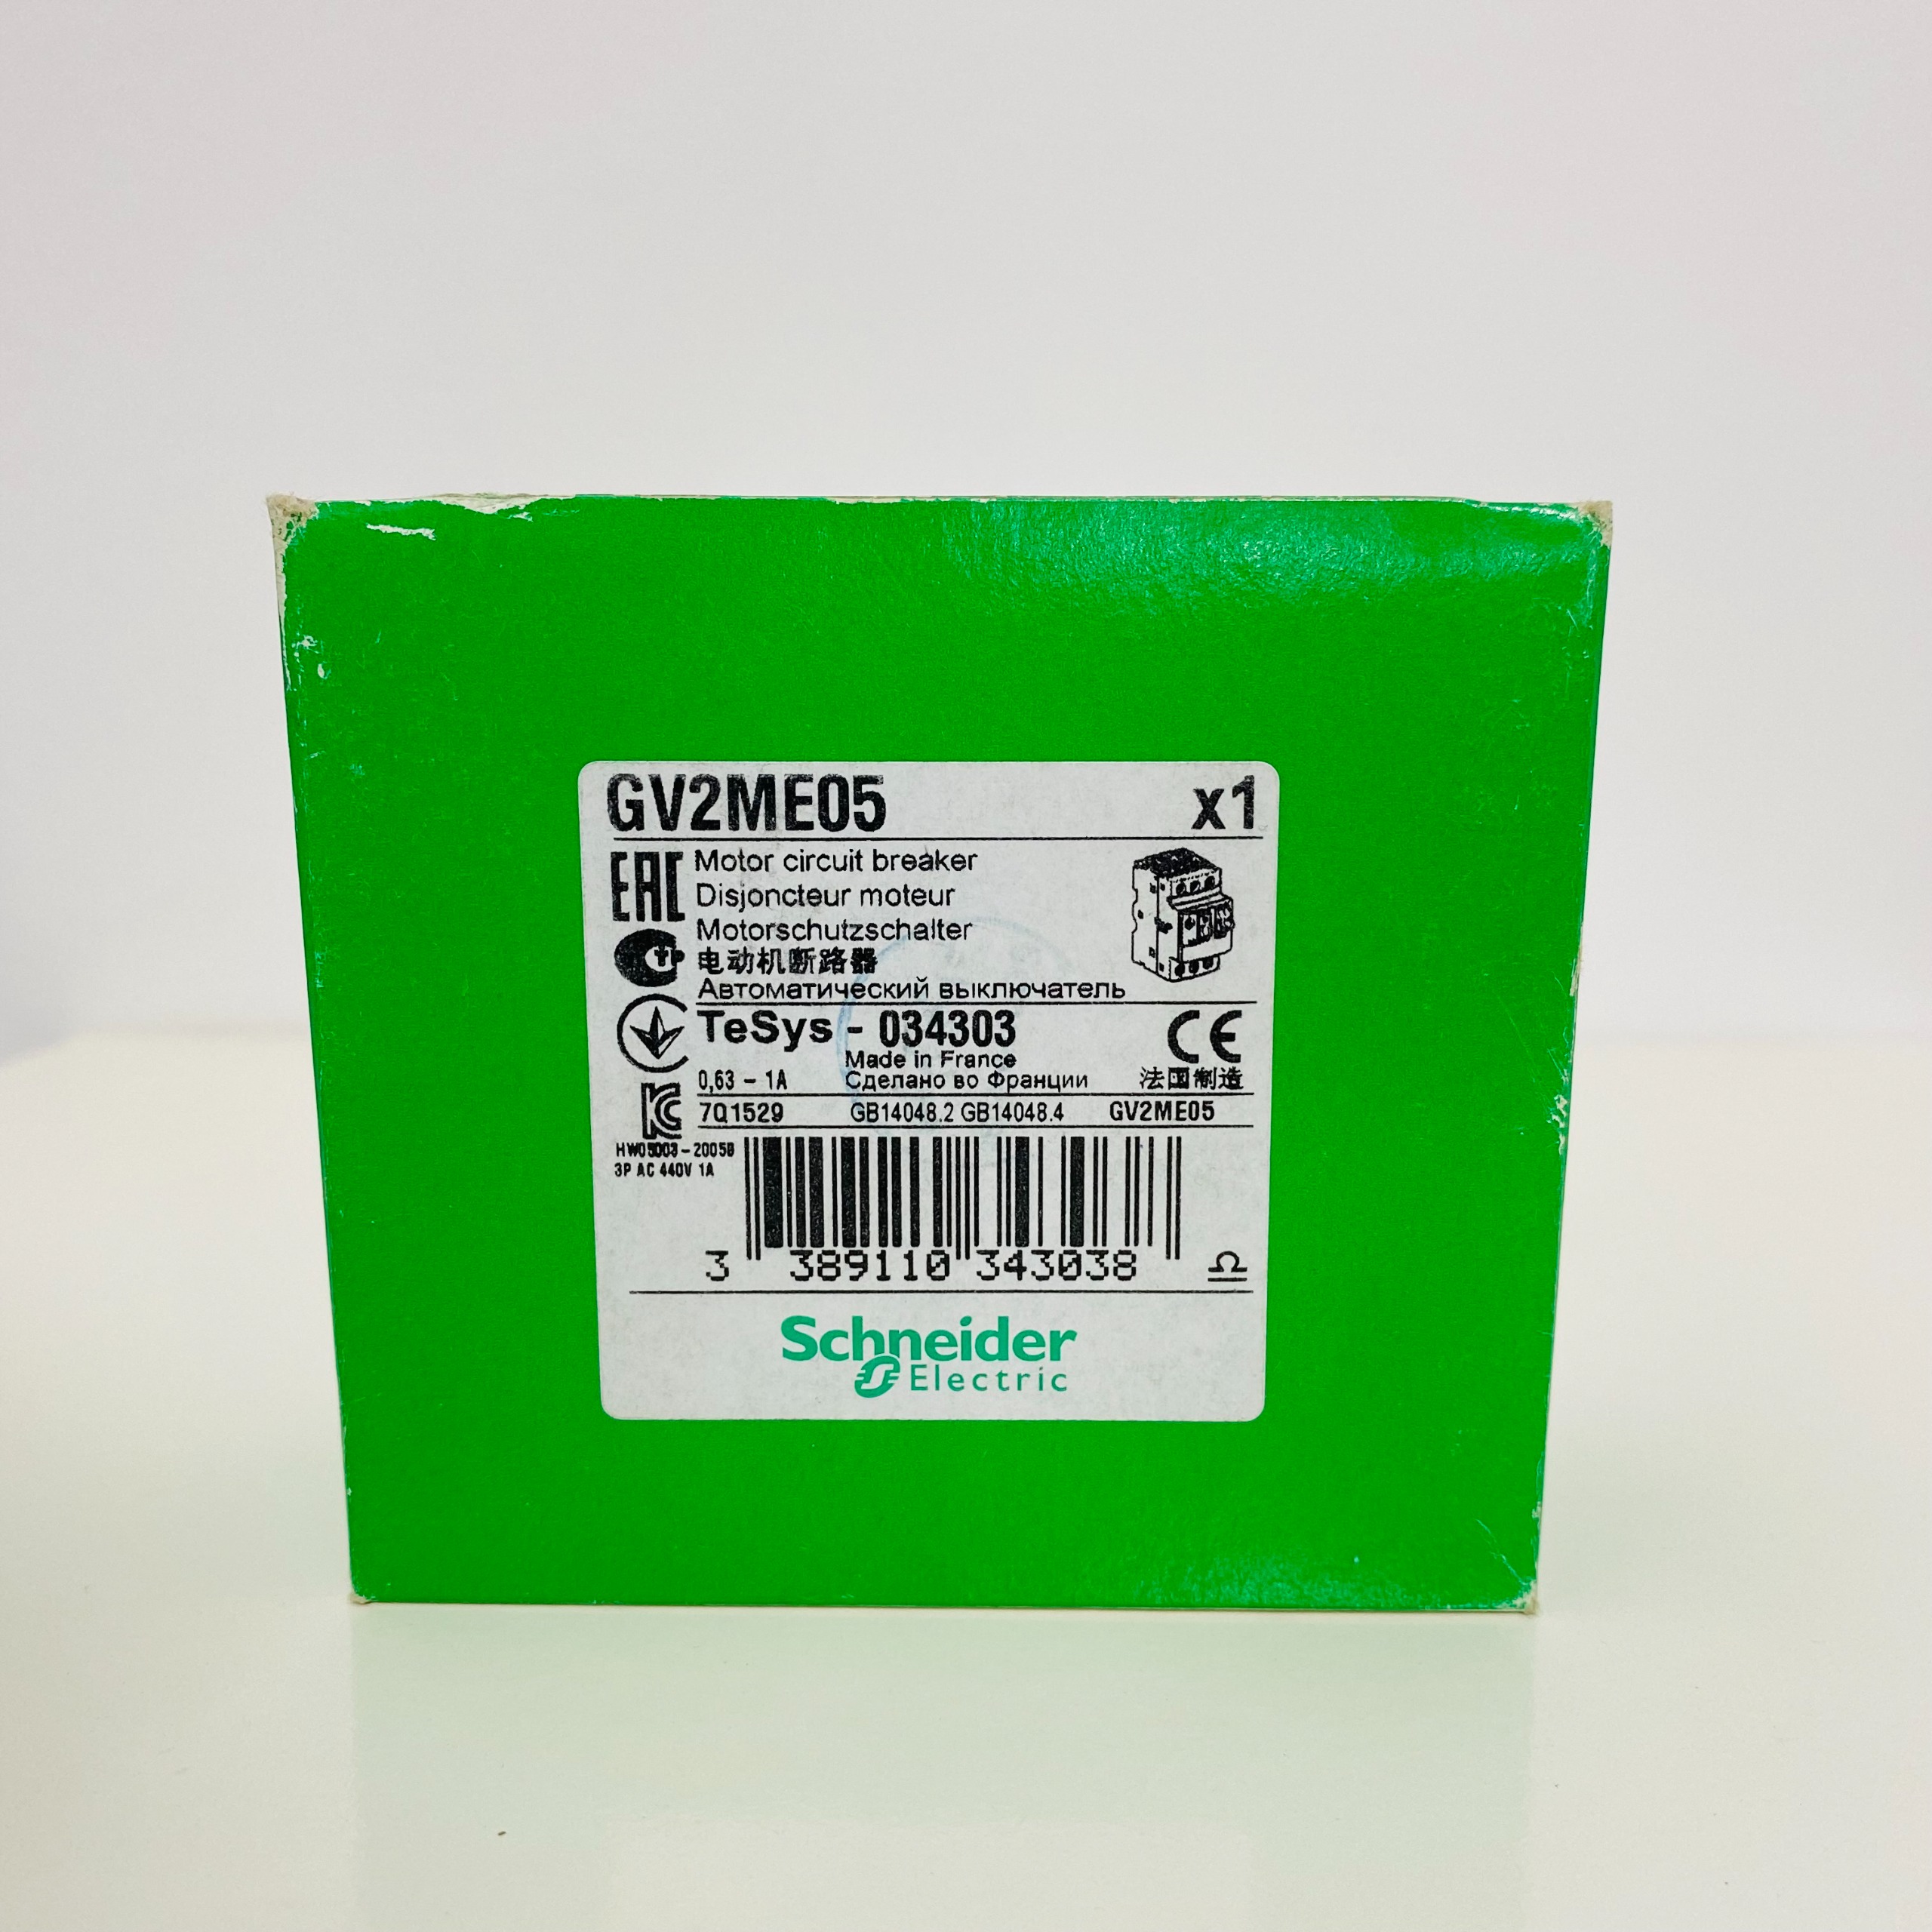 GV2ME05 x1
EAC Motor circuit breaker
Disjoncteur moteur
Motorschutzschalter
电动机断路器
Автоматический выключатель
TeSys - 034303 CE
Made in France
0,63 - 1A Сделано во Франции 法国制造
7Q1529 GB14048.2 GB14048.4 GV2ME05
3P AC 440V 1A
3 389110 343038
Schneider
Electric